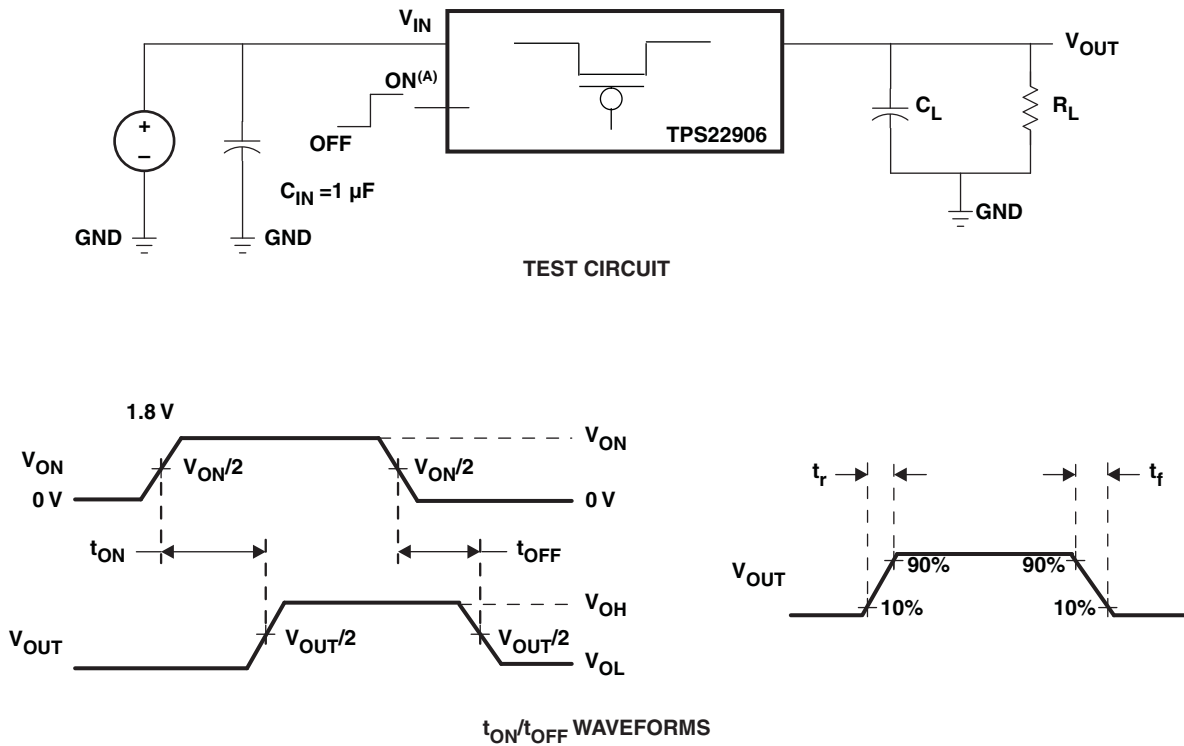 V_IN
V_OUT
ON(A)
OFF
+
–
C_IN =1 µF
TPS22906
C_L
R_L
GND
GND
GND
TEST CIRCUIT
1.8 V
V_ON
V_ON/2
V_ON/2
V_ON
0 V
0 V
t_ON
t_OFF
V_OH
V_OUT
V_OUT/2
V_OUT/2
V_OL
t_r
t_f
V_OUT
90%
90%
10%
10%
t_ON/t_OFF WAVEFORMS